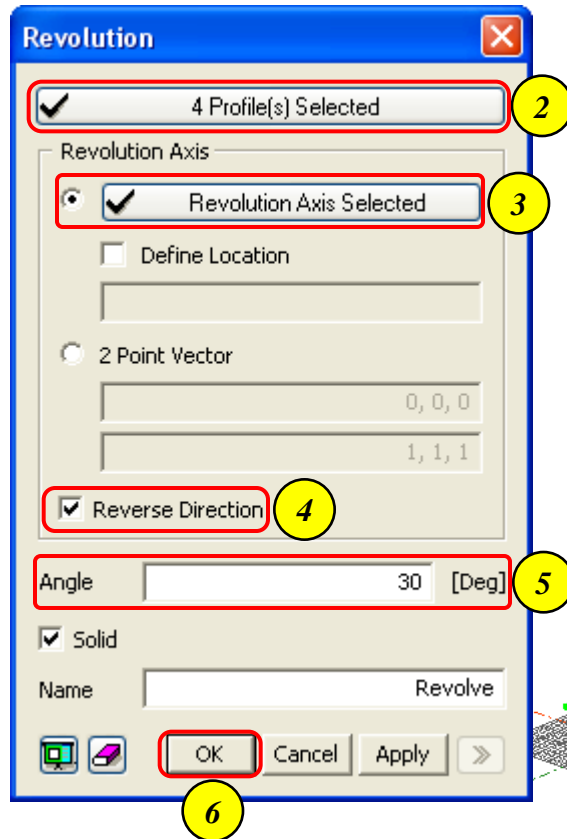 Revolution
4 Profile(s) Selected 2
Revolution Axis
Revolution Axis Selected 3
Define Location
2 Point Vector
0, 0, 0
1, 1, 1
Reverse Direction 4
Angle 30 [Deg] 5
Solid
Name Revolve
OK Cancel Apply
6